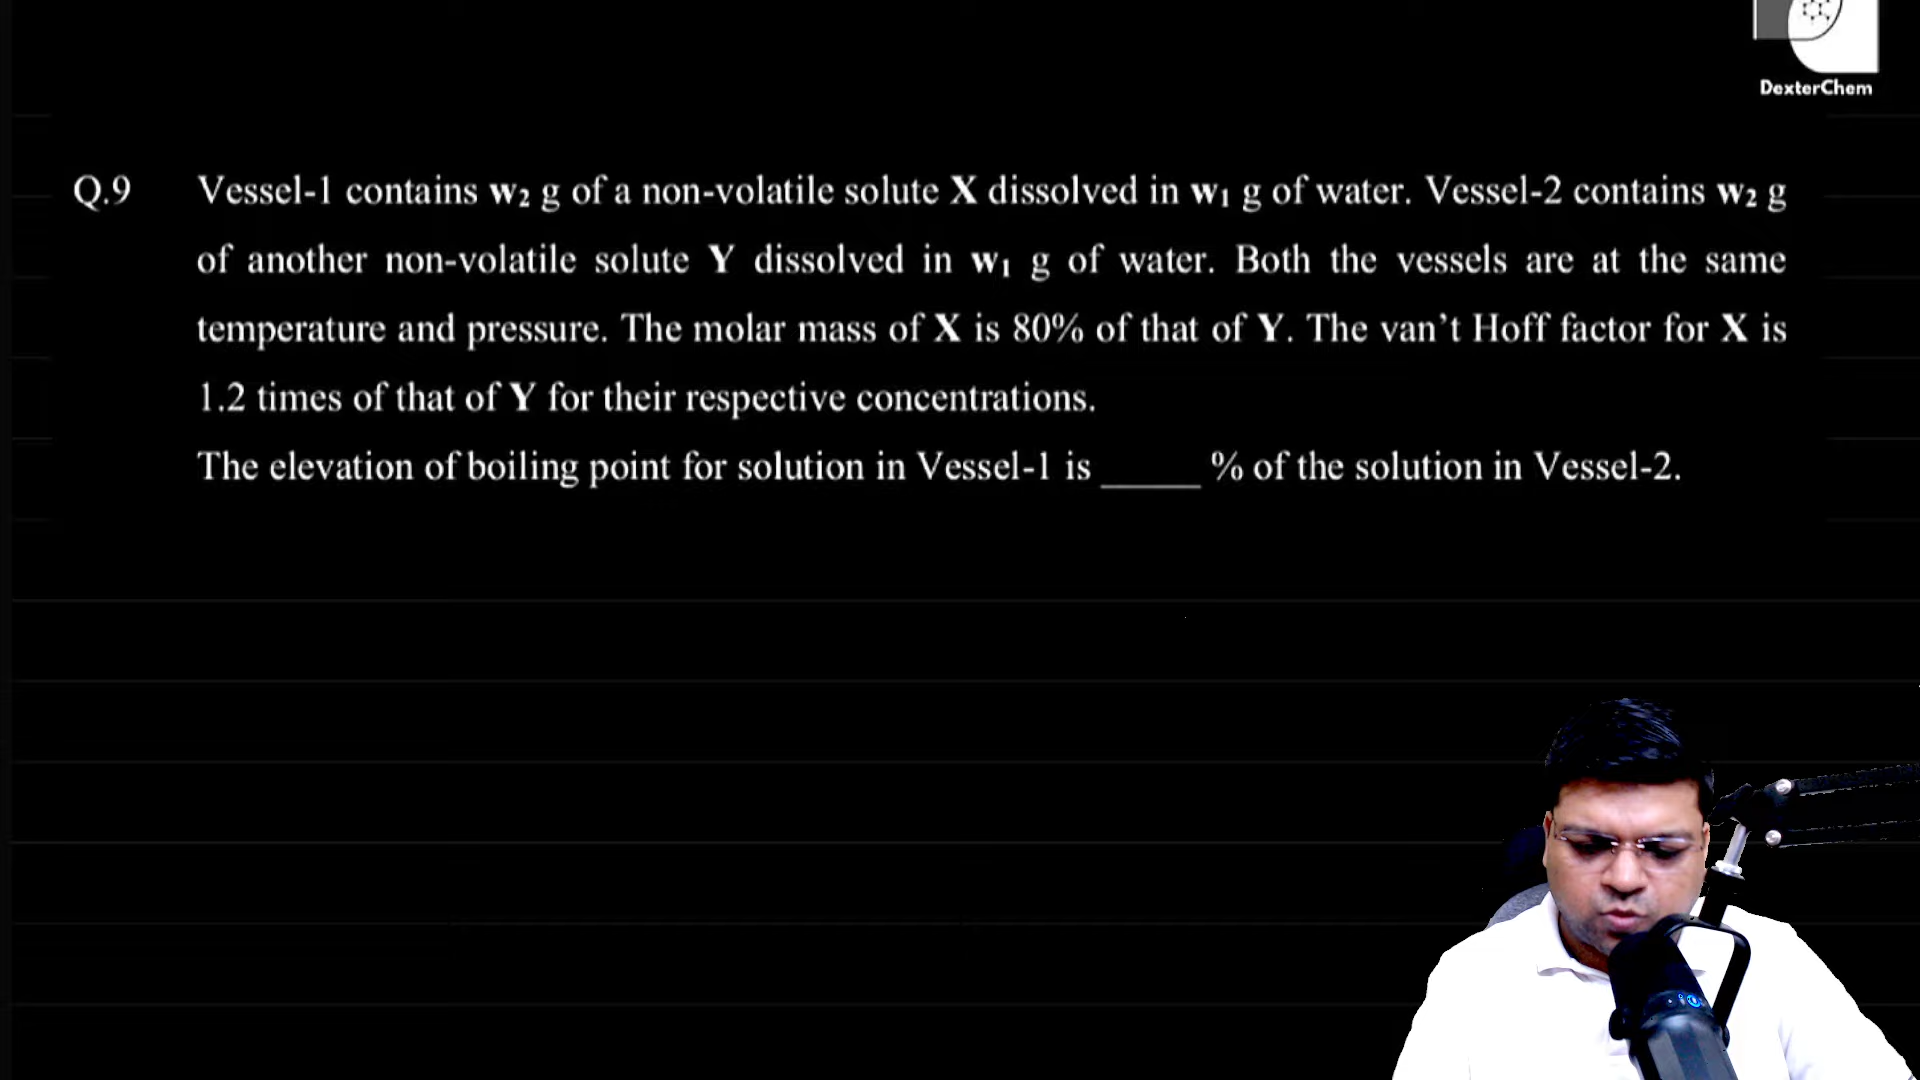 DexterChem
Q.9 Vessel-1 contains w₂ g of a non-volatile solute X dissolved in w₁ g of water. Vessel-2 contains w₂ g
of another non-volatile solute Y dissolved in w₁ g of water. Both the vessels are at the same
temperature and pressure. The molar mass of X is 80% of that of Y. The van’t Hoff factor for X is
1.2 times of that of Y for their respective concentrations.
The elevation of boiling point for solution in Vessel-1 is _____ % of the solution in Vessel-2.